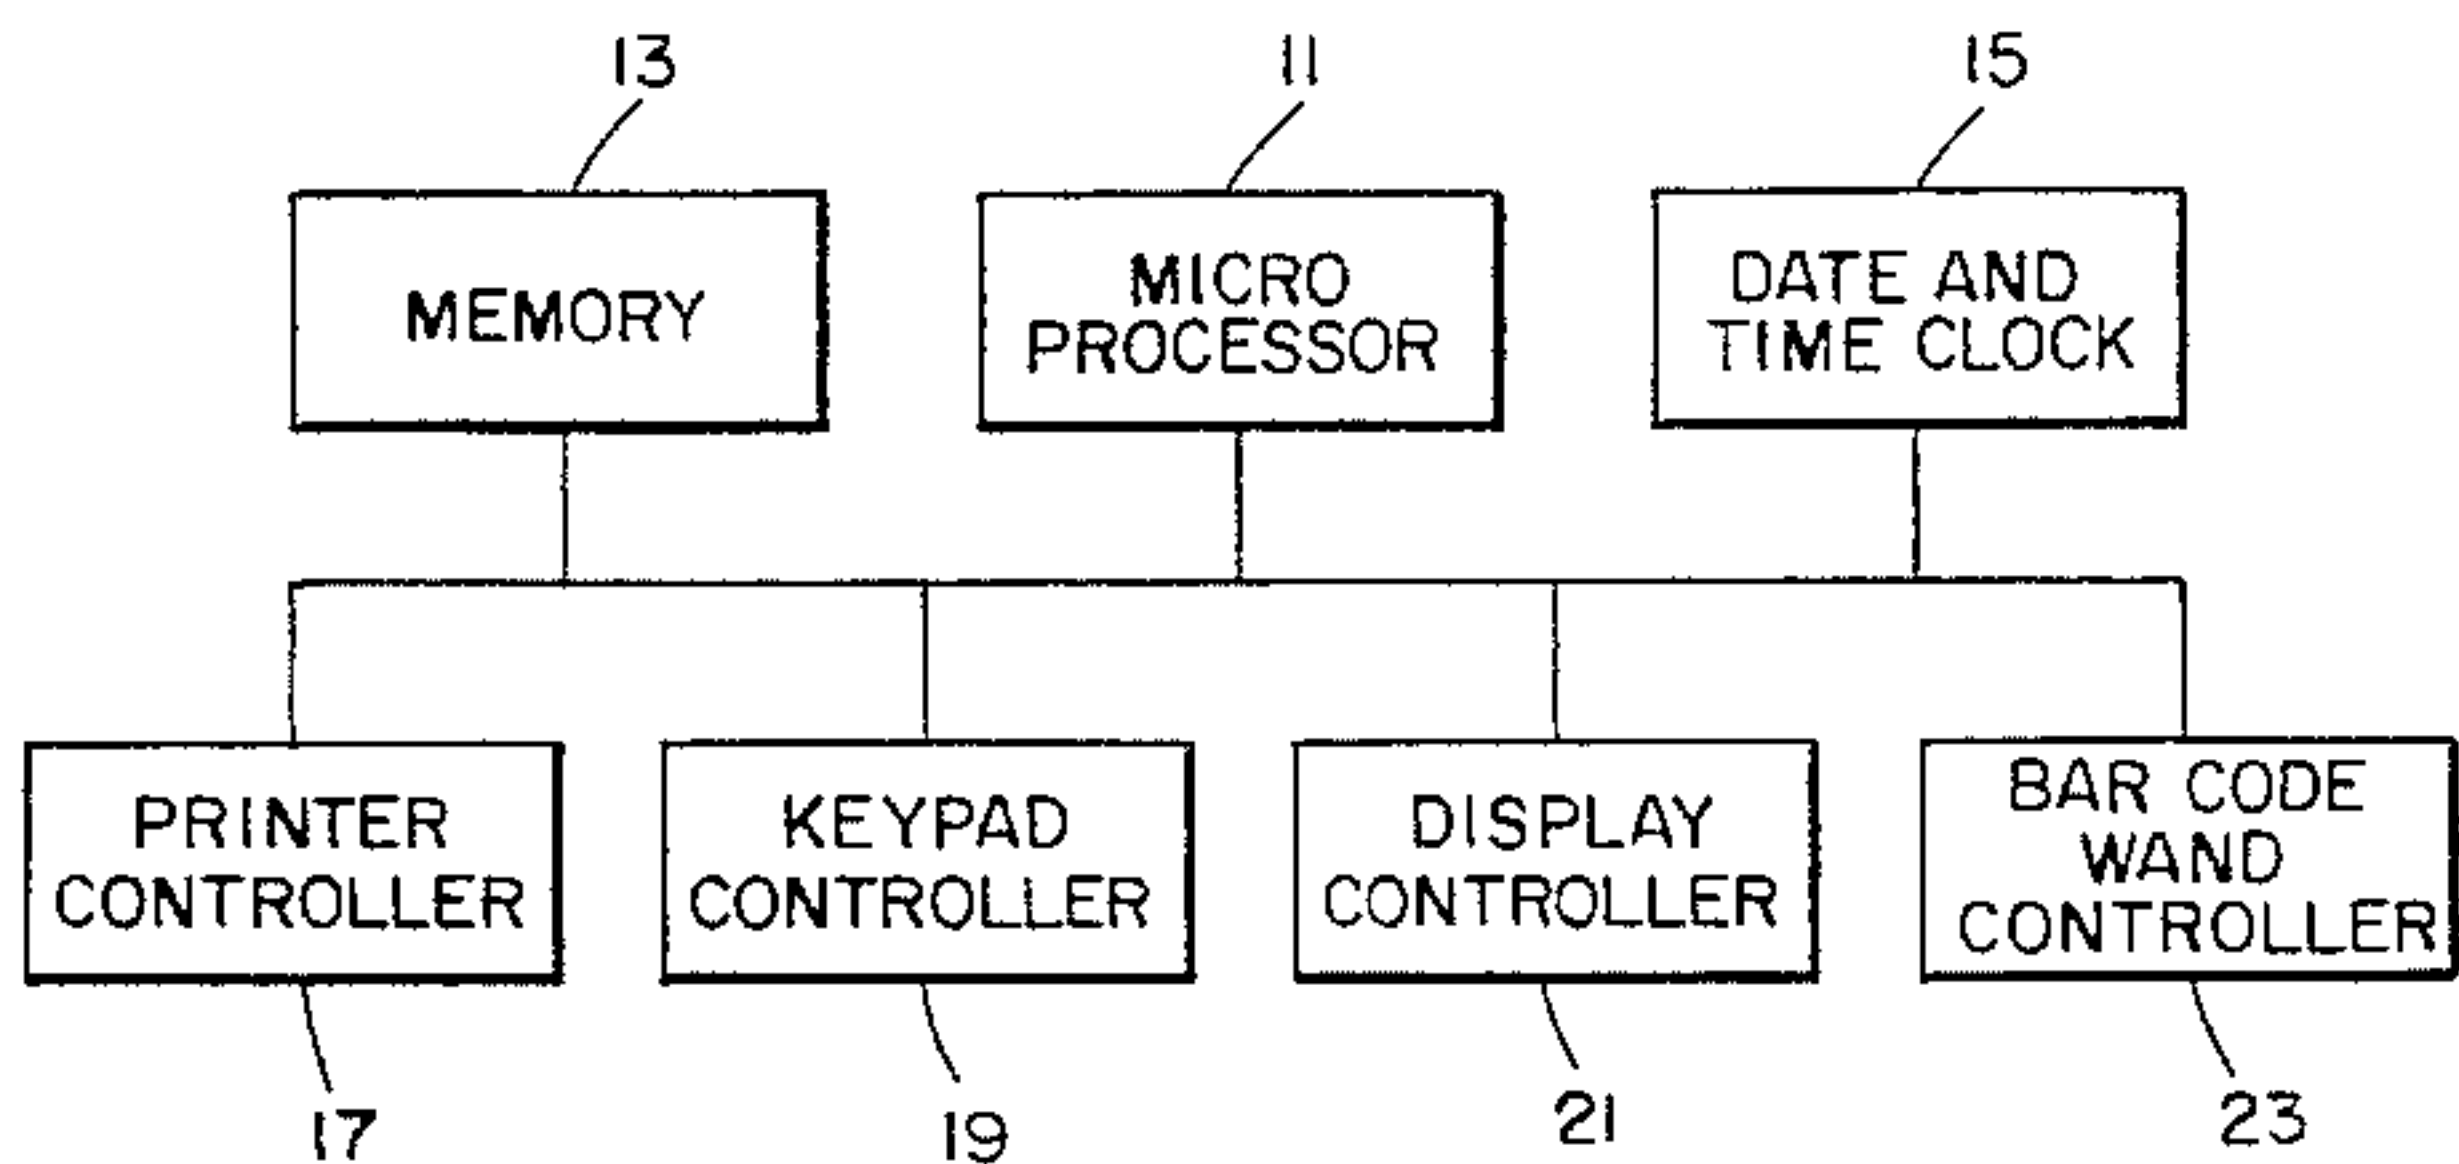 13
11
15
MEMORY
MICRO
PROCESSOR
DATE AND
TIME CLOCK
PRINTER
CONTROLLER
KEYPAD
CONTROLLER
DISPLAY
CONTROLLER
BAR CODE
WAND
CONTROLLER
17
19
21
23